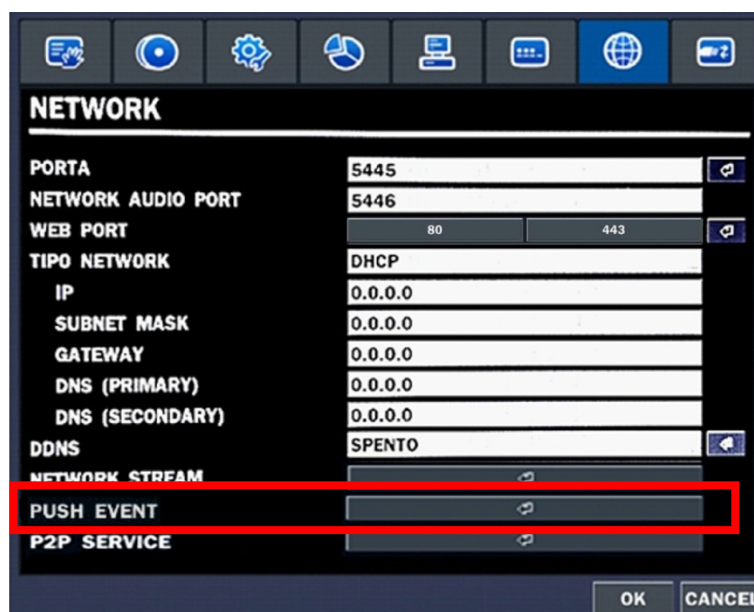 NETWORK
PORTA 5445
NETWORK AUDIO PORT 5446
WEB PORT 80 443
TIPO NETWORK DHCP
IP 0.0.0.0
SUBNET MASK 0.0.0.0
GATEWAY 0.0.0.0
DNS (PRIMARY) 0.0.0.0
DNS (SECONDARY) 0.0.0.0
DDNS SPENTO
NETWORK STREAM
PUSH EVENT
P2P SERVICE
OK CANCEL